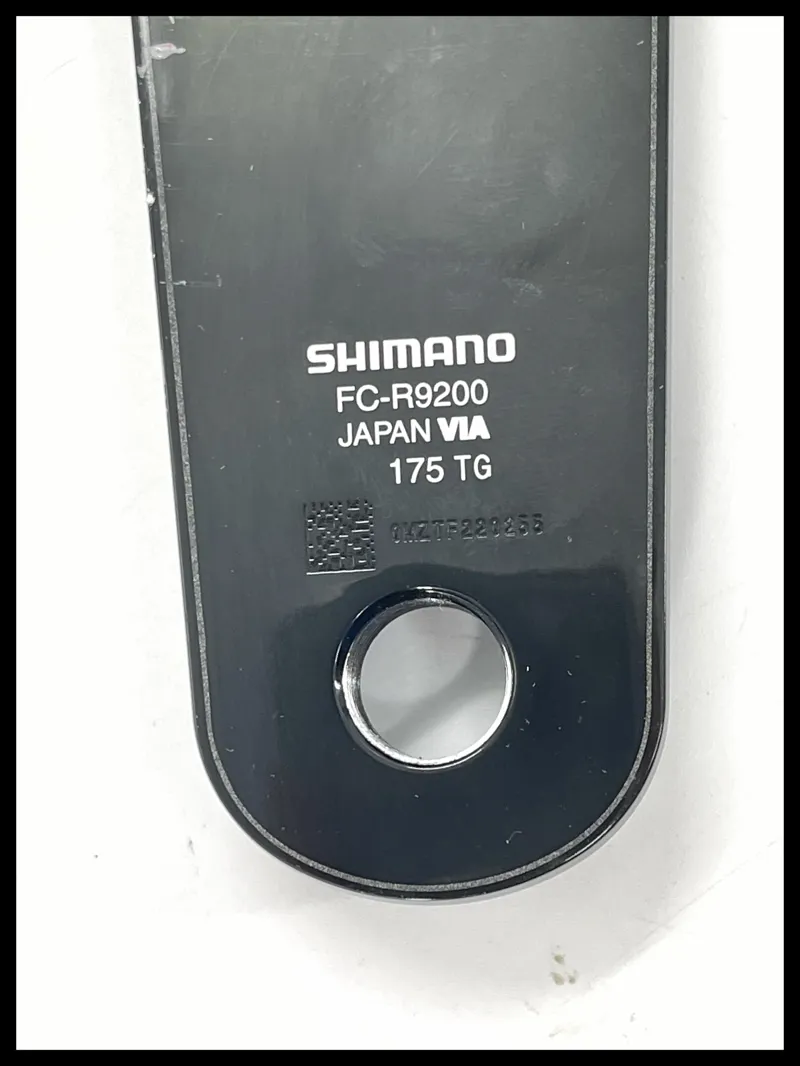 SHIMANO
FC-R9200
JAPAN VIA
175 TG